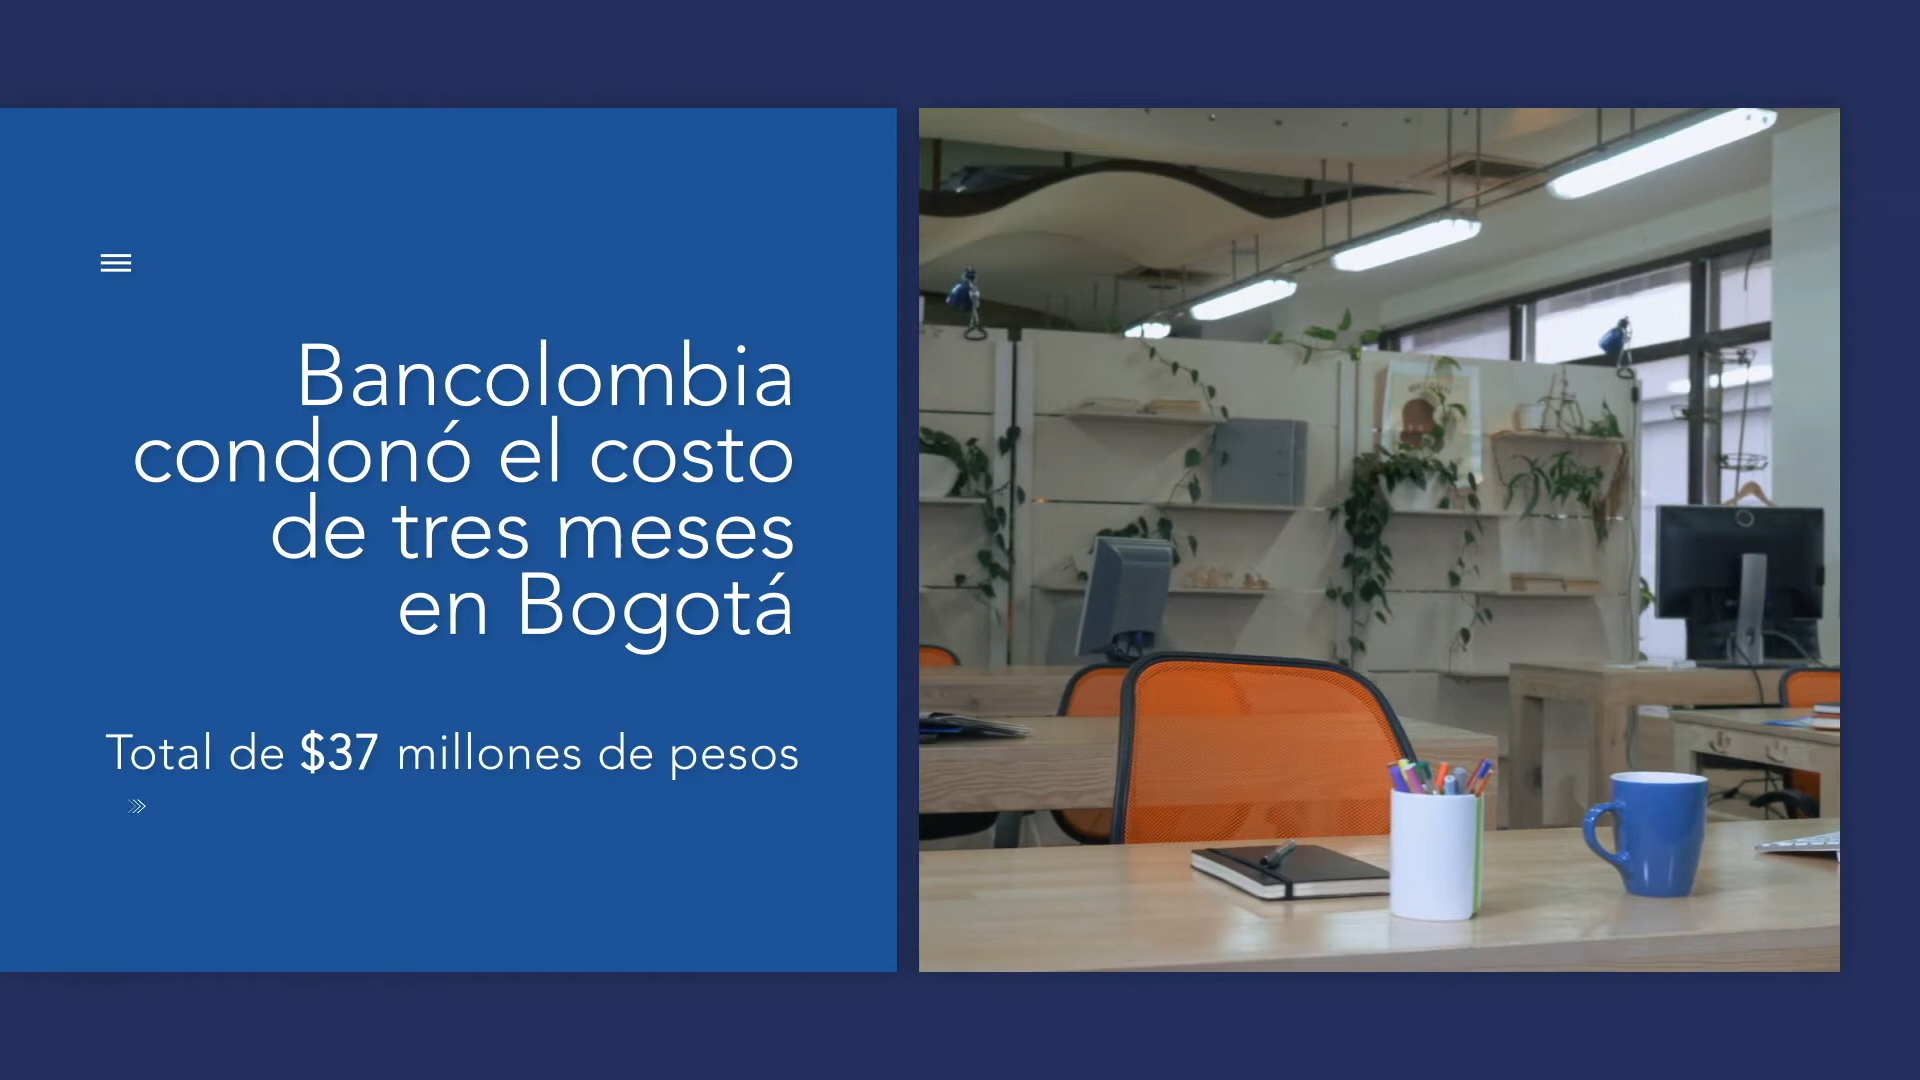 Bancolombia
condonó el costo
de tres meses
en Bogotá
Total de $37 millones de pesos